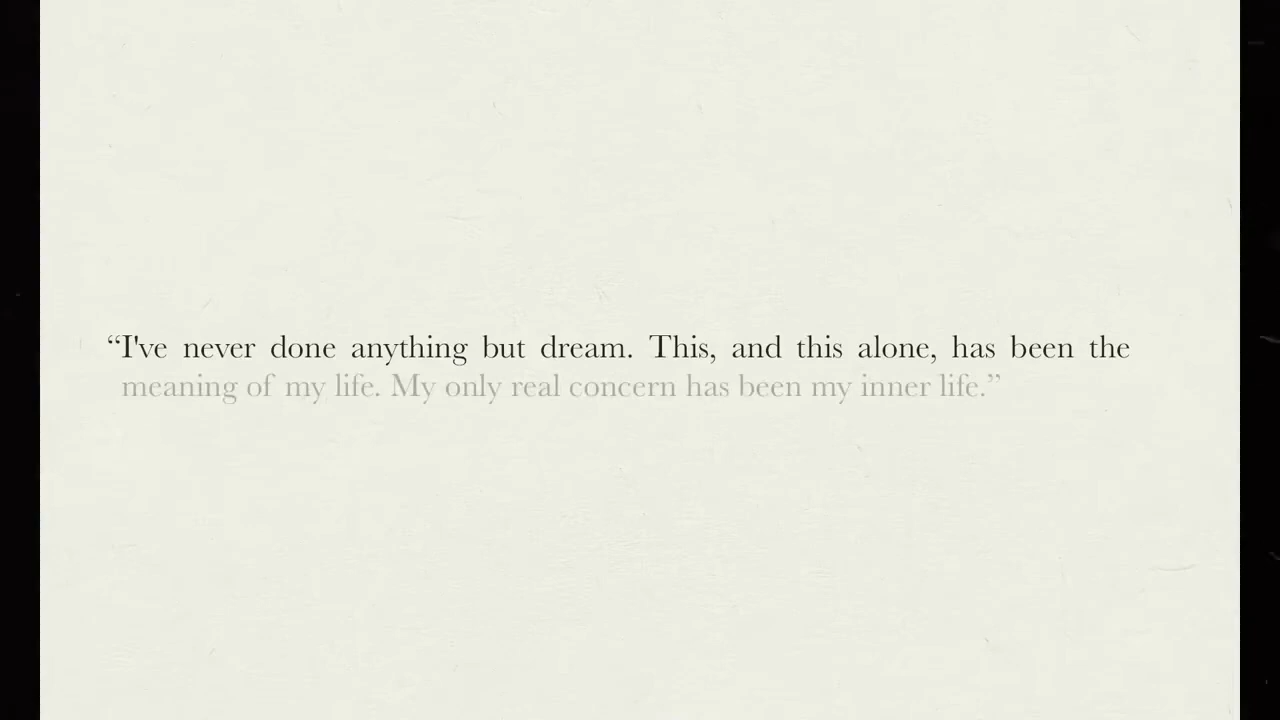 “I've never done anything but dream. This, and this alone, has been the
meaning of my life. My only real concern has been my inner life.”